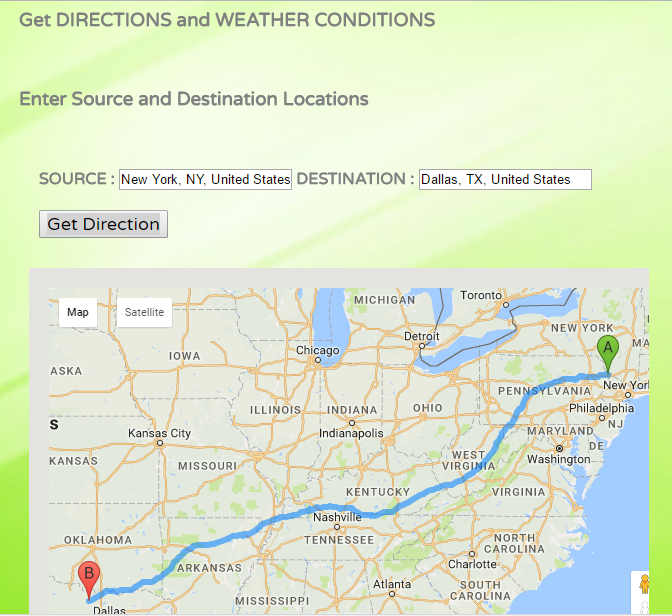 Get DIRECTIONS and WEATHER CONDITIONS
Enter Source and Destination Locations
SOURCE : New York, NY, United States DESTINATION : Dallas, TX, United States
Get Direction
Map Satellite
MICHIGAN
Toronto
NEW YORK
Detroit
MA
A
Chicago
IOWA
ASKA
New Yor
PENNSYLVANIA
Philadelphia
ILLINOIS
INDIANA
OHIO
NJ
S
Kansas City
Indianapolis
MARYLAND
DE
Washington
KANSAS
MISSOURI
WEST
VIRGINIA
KENTUCKY
VIRGINIA
Nashville
OKLAHOMA
TENNESSEE
NORTH
CAROLINA
B
ARKANSAS
Charlotte
Atlanta
SOUTH
CAROLINA
MISSISSIPPI
Dallas